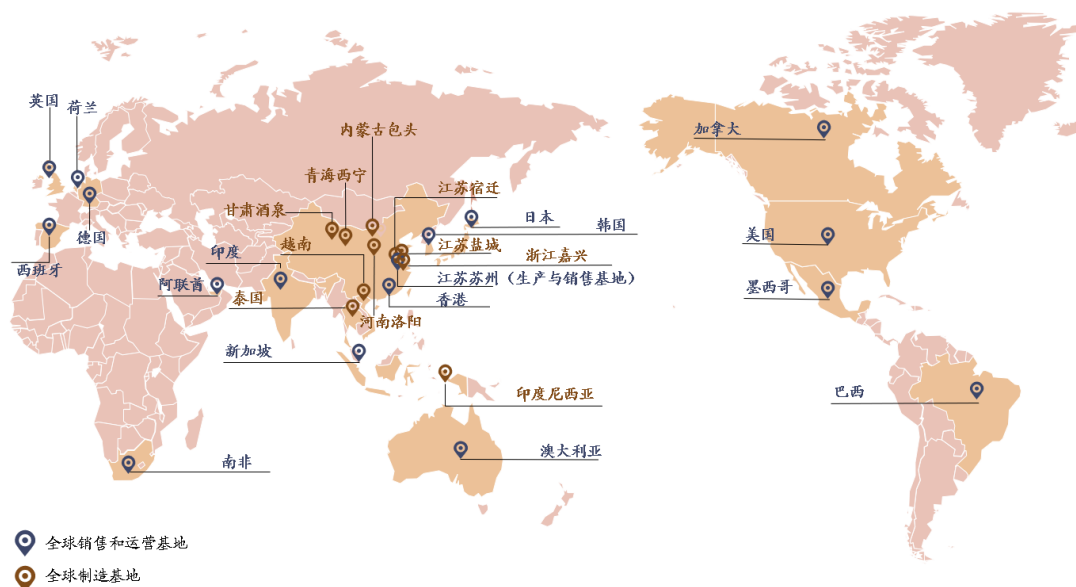 英国
荷兰
内蒙古包头
加拿大
青海西宁
江苏宿迁
甘肃酒泉
日本
韩国
德国
印度
越南
江苏盐城
美国
西班牙
浙江嘉兴
阿联酋
江苏苏州（生产与销售基地）
墨西哥
泰国
香港
河南洛阳
新加坡
印度尼西亚
巴西
澳大利亚
南非
全球销售和运营基地
全球制造基地